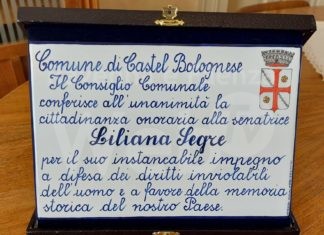 Comune di Castel Bolognese
Il Consiglio Comunale
conferisce all'unanimità la
cittadinanza onoraria alla senatrice
Liliana Segre
per il suo instancabile impegno
a difesa dei diritti inviolabili
dell'uomo e a favore della memoria
storica del nostro Paese.